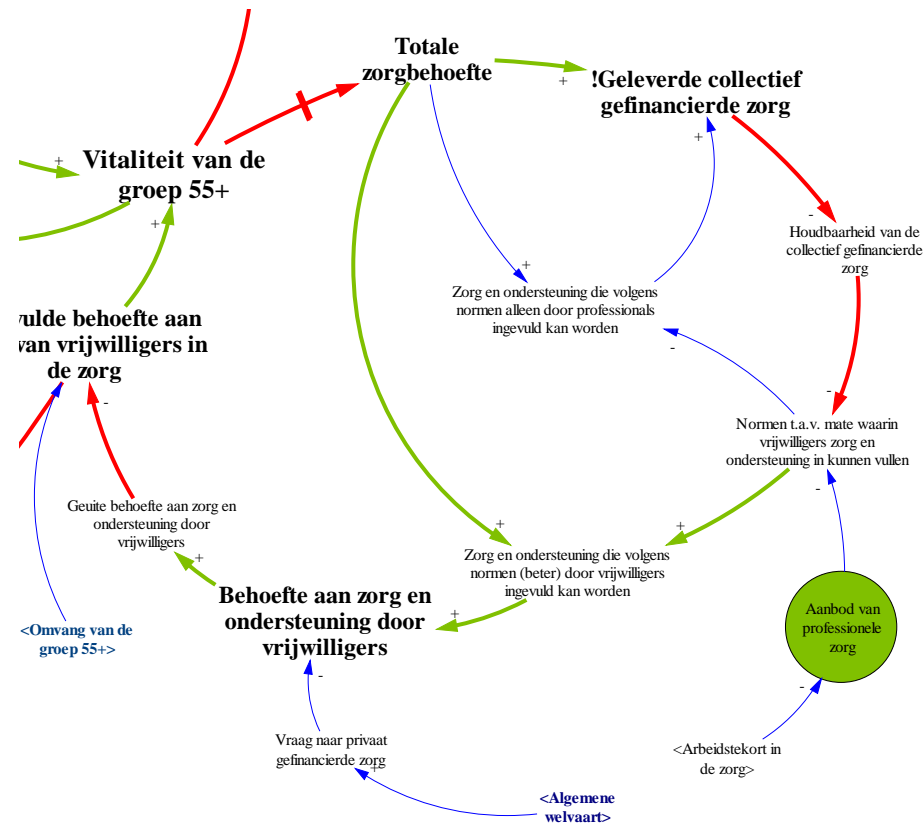 Totale
zorgbehoefte
+
!Geleverde collectief
gefinancierde zorg
+
+
Vitaliteit van de
groep 55+
+
-
Houdbaarheid van de
collectief gefinancierde
zorg
+
Zorg en ondersteuning die volgens
normen alleen door professionals
ingevuld kan worden
-
-
vulde behoefte aan
van vrijwilligers in
de zorg
-
Normen t.a.v. mate waarin
vrijwilligers zorg en
ondersteuning in kunnen vullen
-
Geuite behoefte aan zorg en
ondersteuning door
vrijwilligers
+
+
+
Zorg en ondersteuning die volgens
normen (beter) door vrijwilligers
ingevuld kan worden
+
Behoefte aan zorg en
ondersteuning door
vrijwilligers
-
<Omvang van de
groep 55+>
Aanbod van
professionele
zorg
-
Vraag naar privaat
gefinancierde zorg
+
<Arbeidstekort in
de zorg>
<Algemene
welvaart>